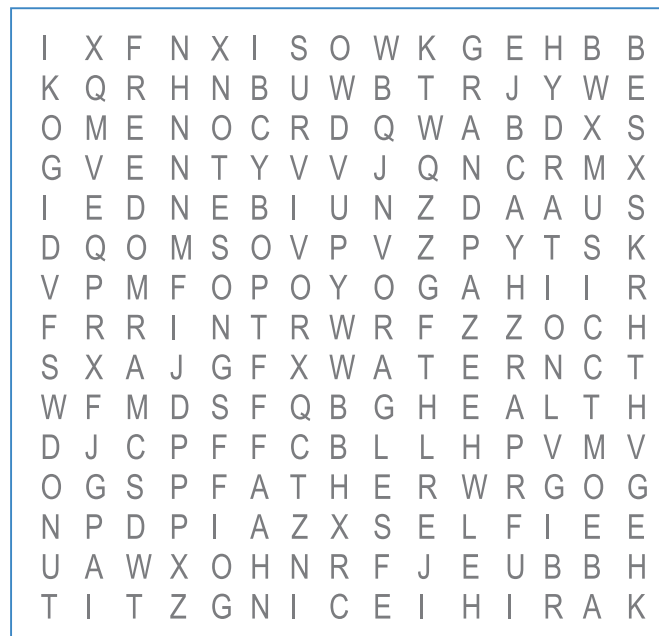 I X F N X I S O W K G E H B B
K Q R H N B U W B T R J Y W E
O M E N O C R D Q W A B D X S
G V E N T Y V V J Q N C R M X
I E D N E B I U N Z D A A U S
D Q O M S O V P V Z P Y T S K
V P M F O P O Y O G A H I I R
F R R I N T R W R F Z Z O C H
S X A J G F X W A T E R N C T
W F M D S F Q B G H E A L T H
D J C P F F C B L L H P V M V
O G S P F A T H E R W R G O G
N P D P I A Z X S E L F I E E
U A W X O H N R F J E U B B H
T I T Z G N I C E I H I R A K